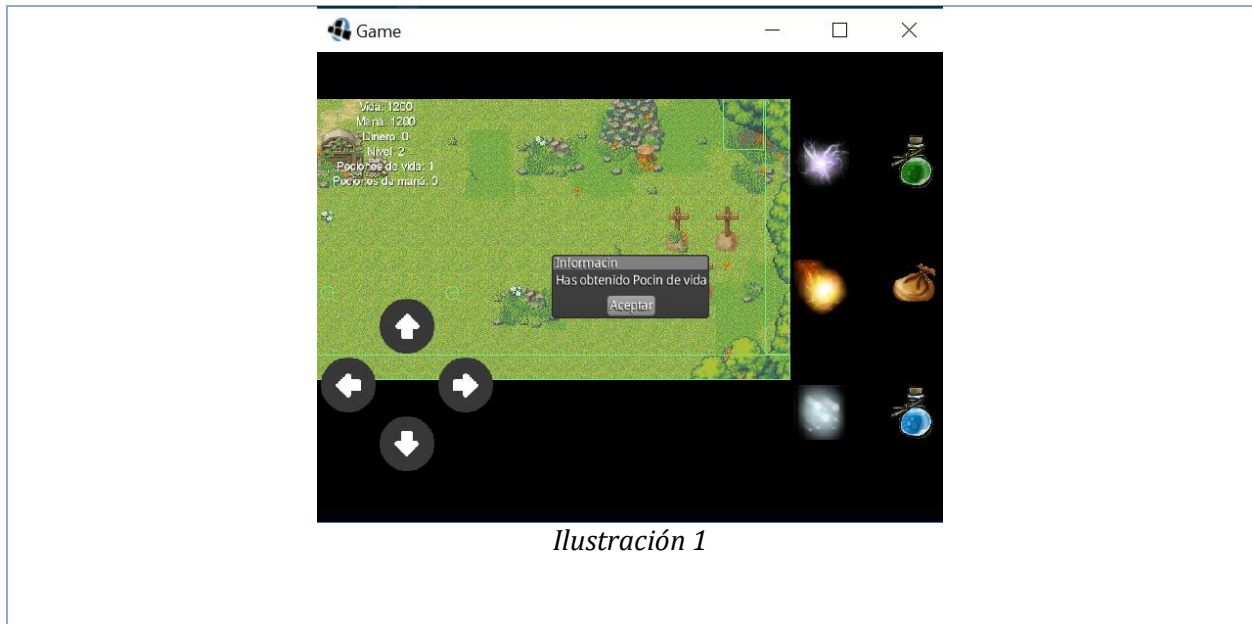 Game
Vida: 1200
Maná: 1200
Dinero: 0
Nivel: 2
Pociones de vida: 1
Pociones de maná: 0
Informacin
Has obtenido Pocin de vida
Aceptar
Ilustración 1